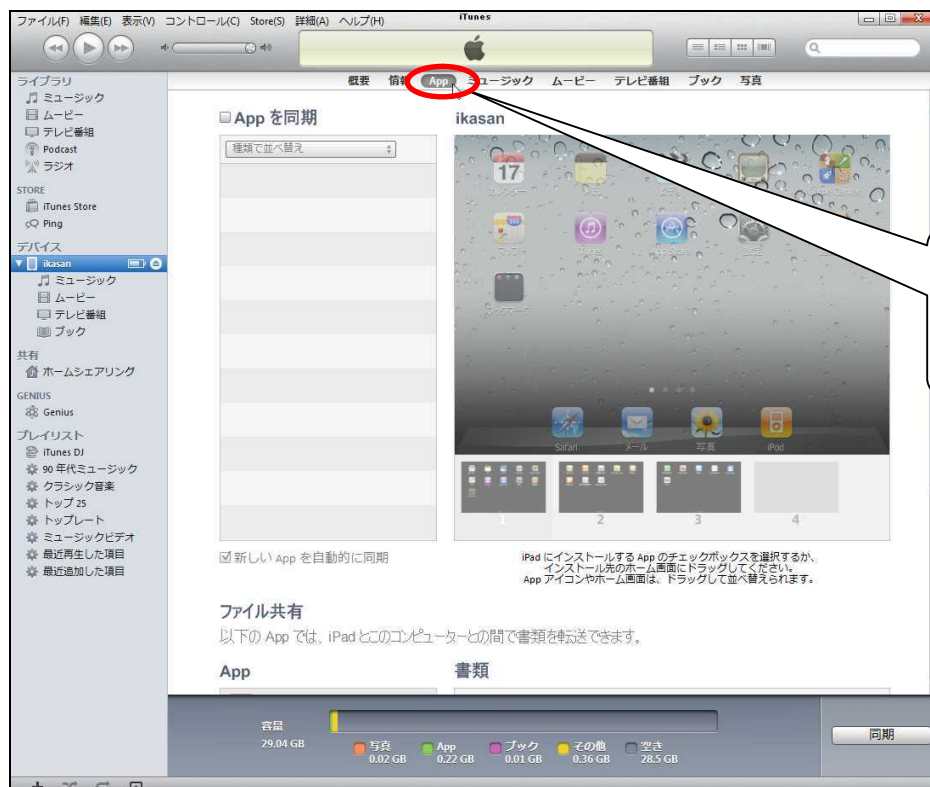 iTunes
ファイル(F) 編集(E) 表示(V) コントロール(C) Store(S) 詳細(A) ヘルプ(H)
ライブラリ
ミュージック
ムービー
テレビ番組
Podcast
ラジオ
STORE
iTunes Store
Ping
デバイス
ikasan
ミュージック
ムービー
テレビ番組
ブック
共有
ホームシェアリング
GENIUS
Genius
プレイリスト
iTunes DJ
90 年代ミュージック
クラシック音楽
トップ 25
トップレート
ミュージックビデオ
最近再生した項目
最近追加した項目
概要 情報 App ミュージック ムービー テレビ番組 ブック 写真
App を同期
種類で並べ替え
新しい App を自動的に同期
ikasan
17
Safari メール 写真 iPod
1 2 3 4
iPad にインストールする App のチェックボックスを選択するか、
インストール先のホーム画面にドラッグしてください。
App アイコンやホーム画面は、ドラッグして並べ替えられます。
ファイル共有
以下の App では、iPad とこのコンピューターとの間で書類を転送できます。
App
書類
容量
29.04 GB
写真 App ブック その他 空き
0.02 GB 0.22 GB 0.01 GB 0.36 GB 28.5 GB
同期